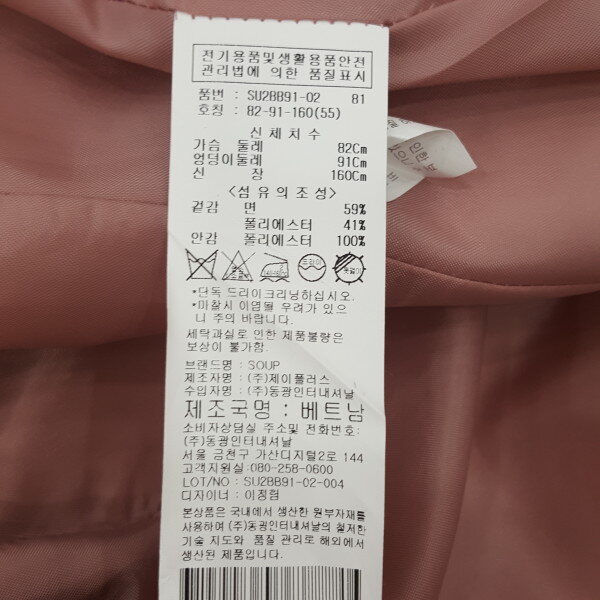 전기용품및생활용품안전
관리법에 의한 품질표시
품번 : SU2BB91-02 81
호칭 : 82-91-160(55)
신체치수
가슴 둘레 82Cm
엉덩이둘레 91Cm
신 장 160Cm
<섬유의조성>
겉감 면 59%
폴리에스터 41%
안감 폴리에스터 100%
드라이
*단독 드라이크리닝하십시오.
*마찰시 이염될 우려가 있으
니 주의 바랍니다.
세탁과실로 인한 제품불량은
보상이 불가함.
브랜드명 : SOUP
제조자명 : (주)제이플러스
수입자명 : (주)동광인터내셔날
제조국명 : 베트남
소비자상담실 주소및 전화번호:
(주)동광인터내셔날
서울 금천구 가산디지털2로 144
고객지원실:080-258-0600
LOT/NO : SU2BB91-02-004
디자이너 : 이정협
본상품은 국내에서 생산한 원부자재를
사용하여 (주)동광인터내셔날의 철저한
기술 지도와 품질 관리로 해외에서
생산된 제품입니다.